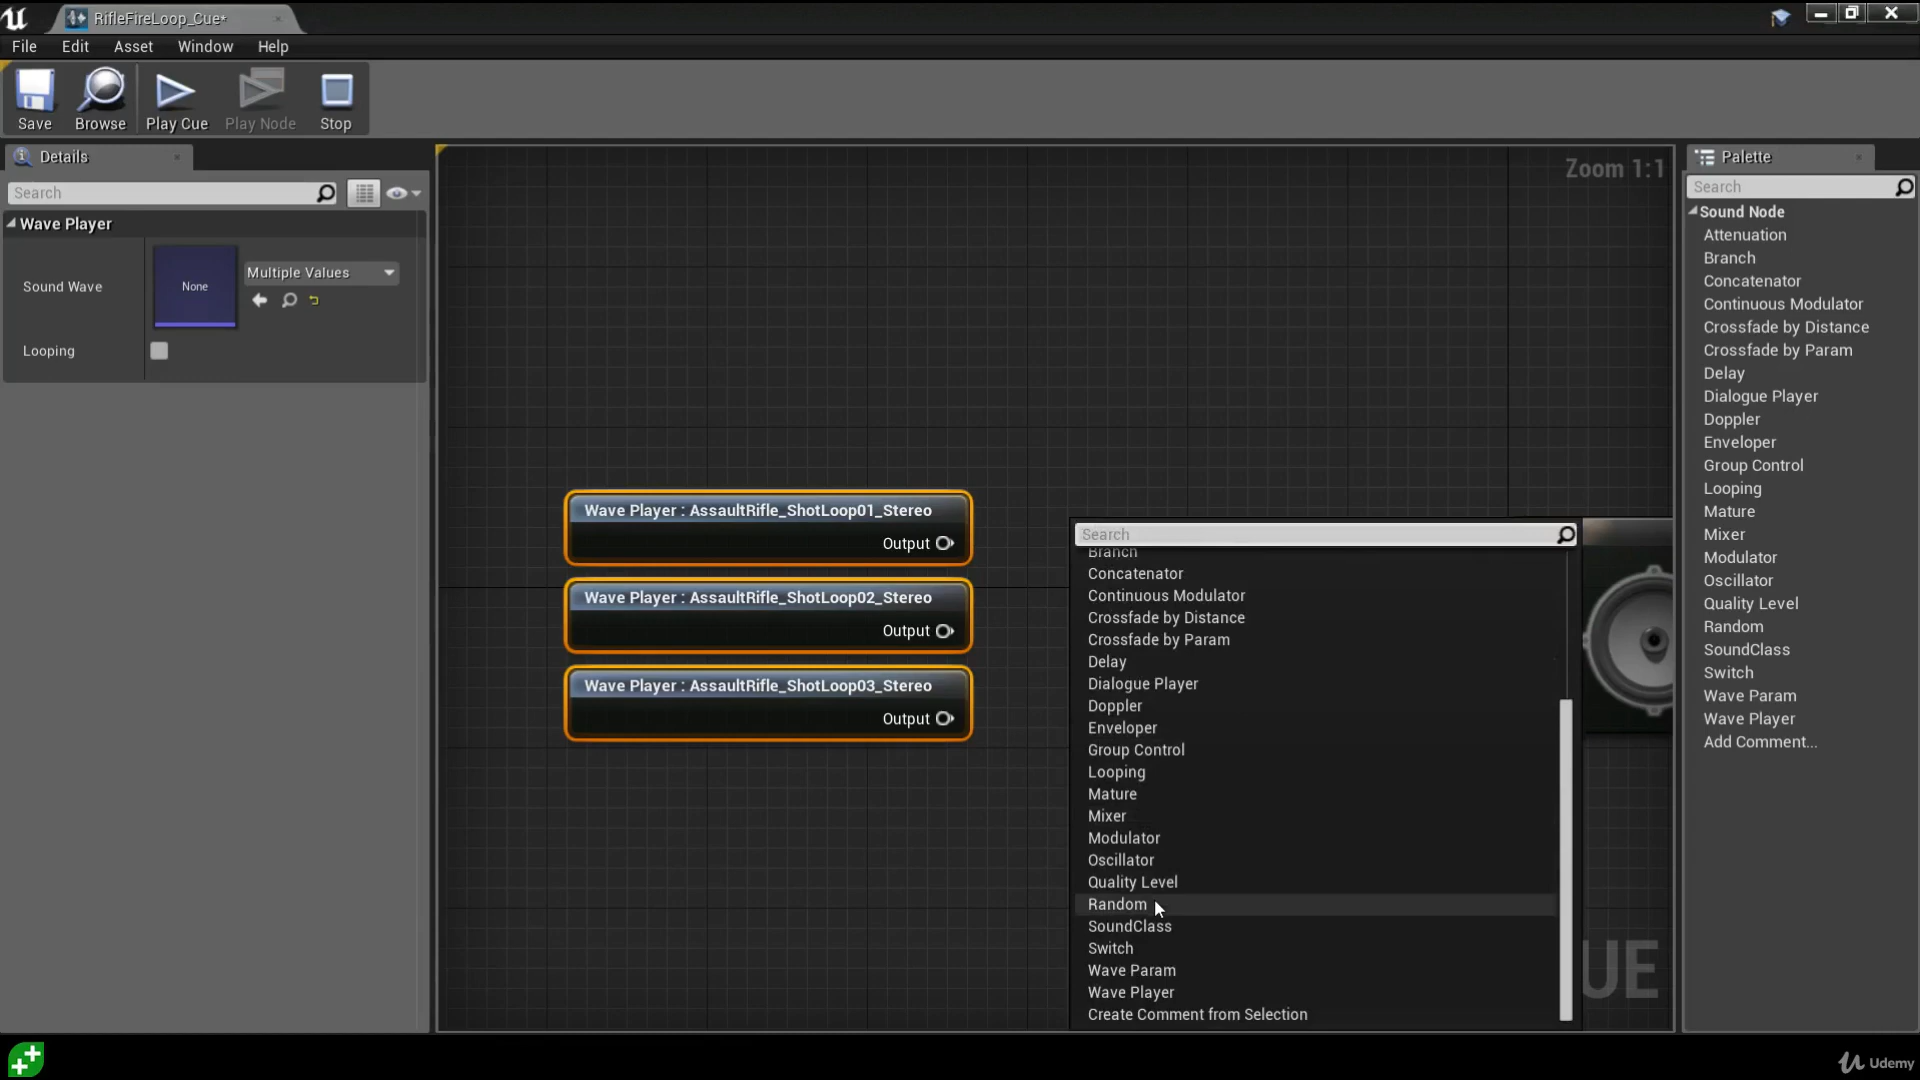 RifleFireLoop_Cue*
File Edit Asset Window Help
Save Browse Play Cue Play Node Stop
Details
Search
Wave Player
Sound Wave
None
Multiple Values
Looping
Zoom 1:1
Wave Player : AssaultRifle_ShotLoop01_Stereo
Output
Wave Player : AssaultRifle_ShotLoop02_Stereo
Output
Wave Player : AssaultRifle_ShotLoop03_Stereo
Output
Search
Branch
Concatenator
Continuous Modulator
Crossfade by Distance
Crossfade by Param
Delay
Dialogue Player
Doppler
Enveloper
Group Control
Looping
Mature
Mixer
Modulator
Oscillator
Quality Level
Random
SoundClass
Switch
Wave Param
Wave Player
Create Comment from Selection
UE
Palette
Search
Sound Node
Attenuation
Branch
Concatenator
Continuous Modulator
Crossfade by Distance
Crossfade by Param
Delay
Dialogue Player
Doppler
Enveloper
Group Control
Looping
Mature
Mixer
Modulator
Oscillator
Quality Level
Random
SoundClass
Switch
Wave Param
Wave Player
Add Comment...
Udemy